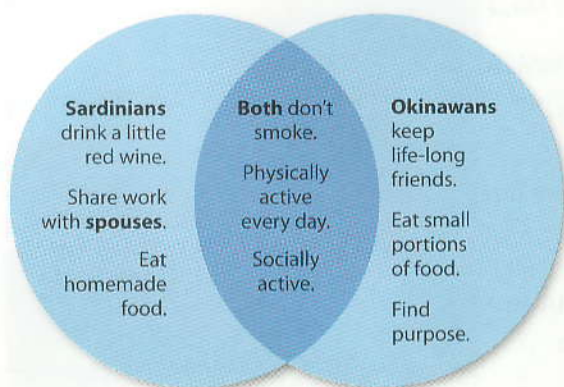 Sardinians
drink a little
red wine.
Share work
with spouses.
Eat
homemade
food.
Both don't
smoke.
Physically
active
every day.
Socially
active.
Okinawans
keep
life-long
friends.
Eat small
portions
of food.
Find
purpose.